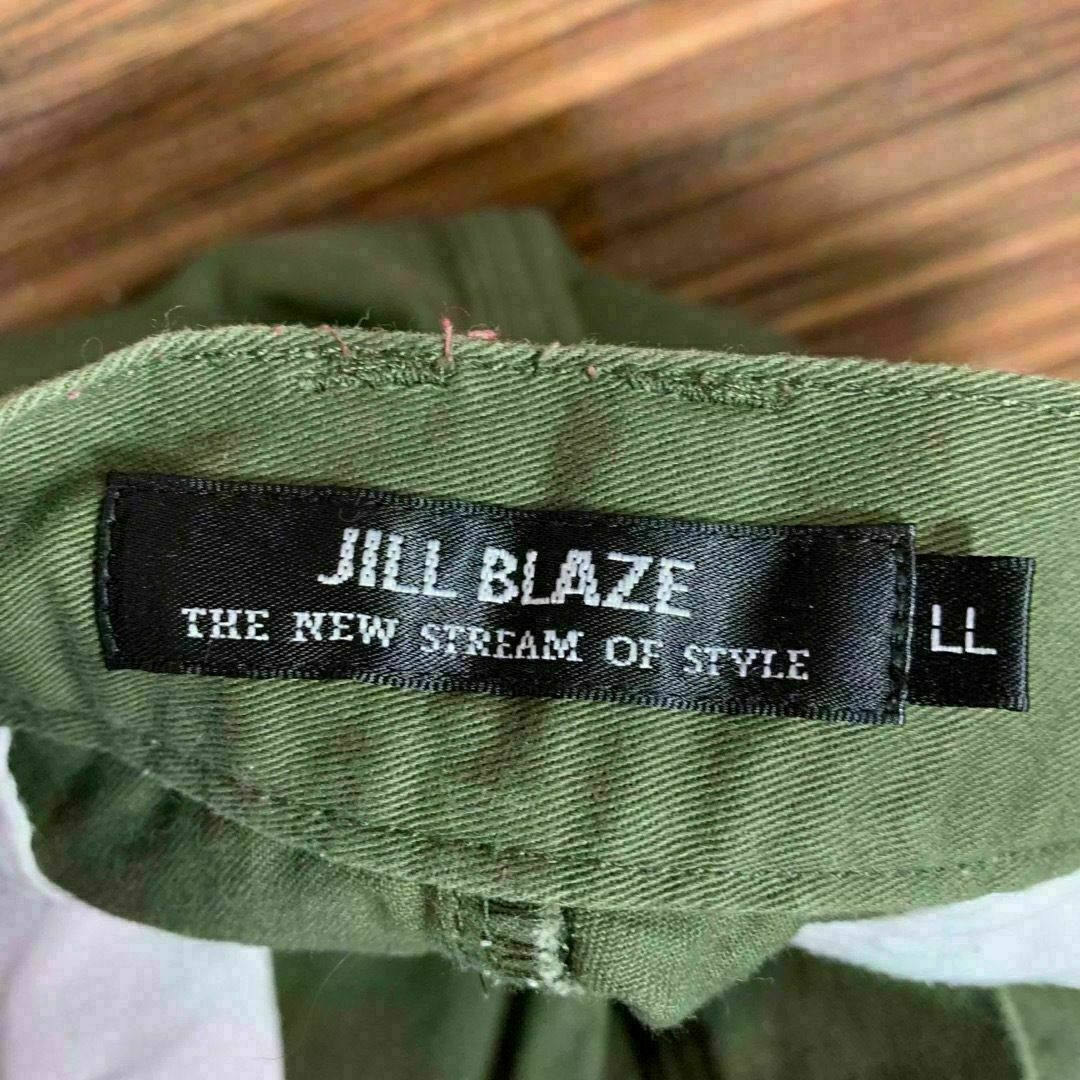 JILL BLAZE
THE NEW STREAM OF STYLE
LL